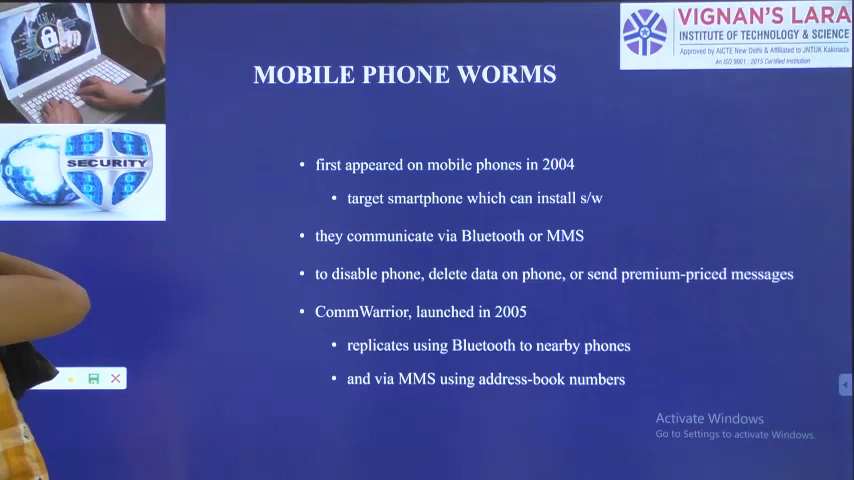 VIGNAN'S LARA
INSTITUTE OF TECHNOLOGY & SCIENCE
Approved by AICTE New Delhi & Affiliated to JNTUK Kakinada
An ISO 9001 : 2015 Certified Institution
MOBILE PHONE WORMS
SECURITY
• first appeared on mobile phones in 2004
• target smartphone which can install s/w
• they communicate via Bluetooth or MMS
• to disable phone, delete data on phone, or send premium-priced messages
• CommWarrior, launched in 2005
• replicates using Bluetooth to nearby phones
• and via MMS using address-book numbers
Activate Windows
Go to Settings to activate Windows.